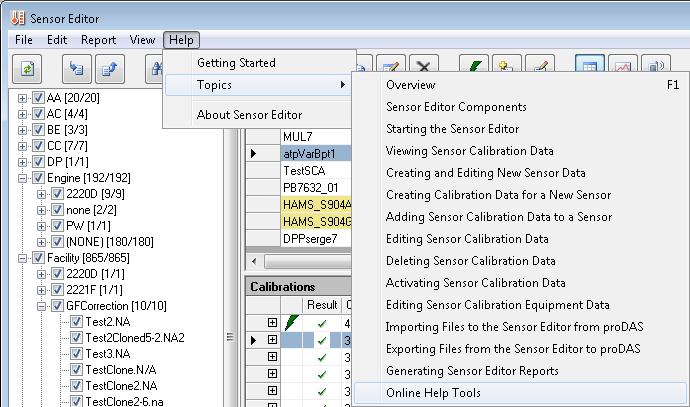 Sensor Editor
File Edit Report View Help
Getting Started
Topics
About Sensor Editor
Overview F1
Sensor Editor Components
Starting the Sensor Editor
Viewing Sensor Calibration Data
Creating and Editing New Sensor Data
Creating Calibration Data for a New Sensor
Adding Sensor Calibration Data to a Sensor
Editing Sensor Calibration Data
Deleting Sensor Calibration Data
Activating Sensor Calibration Data
Editing Sensor Calibration Equipment Data
Importing Files to the Sensor Editor from proDAS
Exporting Files from the Sensor Editor to proDAS
Generating Sensor Editor Reports
Online Help Tools
AA [20/20]
AC [4/4]
BE [3/3]
CC [7/7]
DP [1/1]
Engine [192/192]
2220D [9/9]
none [2/2]
PW [1/1]
(NONE) [180/180]
Facility [865/865]
2220D [1/1]
2221F [1/1]
GFCorrection [10/10]
Test2.NA
Test2Cloned5-2.NA2
Test3.NA
TestClone.N/A
TestClone2.NA
TestClone2-6.na
MUL7
atpVarBpt1
TestSCA
PB7632_01
HAMS_S904A
HAMS_S904G
DPPserge7
Calibrations
Result
4
3
3
3
3